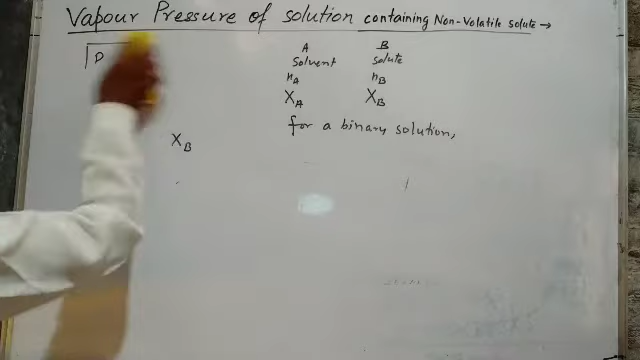 Vapour Pressure of solution containing Non-Volatile solute →
A B
Solvent solute
nA nB
XA XB
for a binary solution,
XB